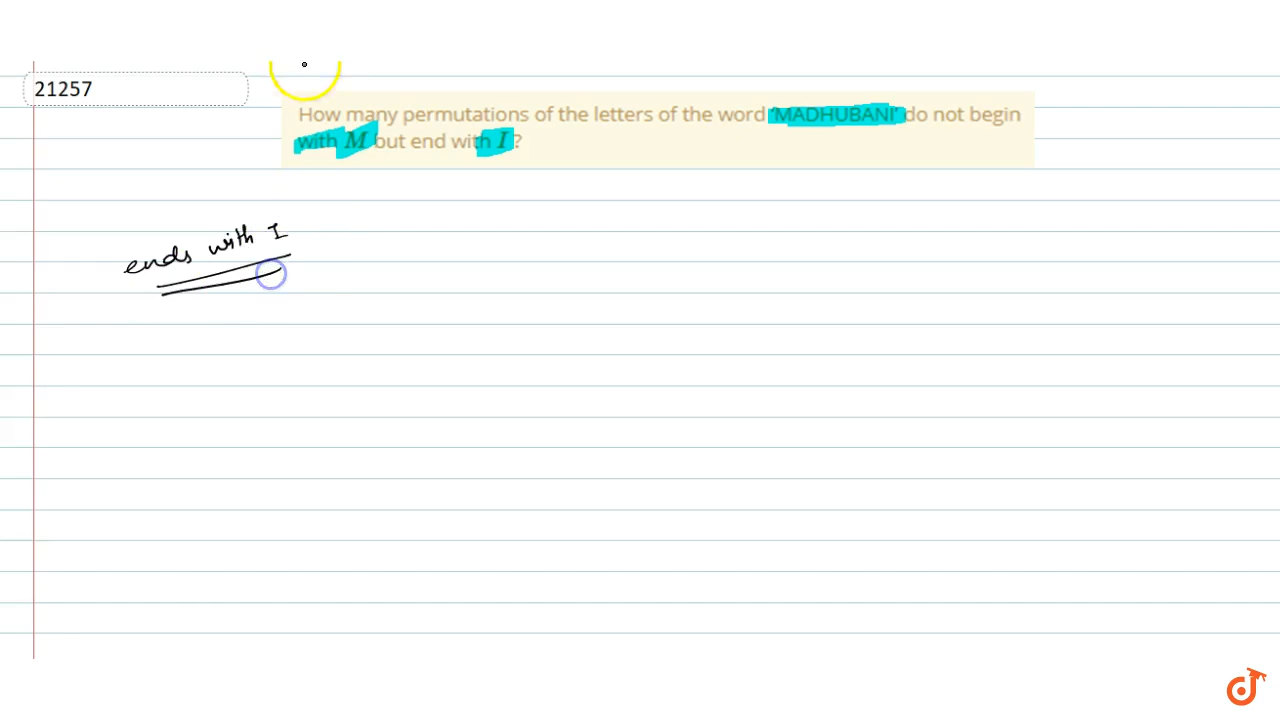 21257
How many permutations of the letters of the word 'MADHUBANI' do not begin
with M but end with I ?
ends with I